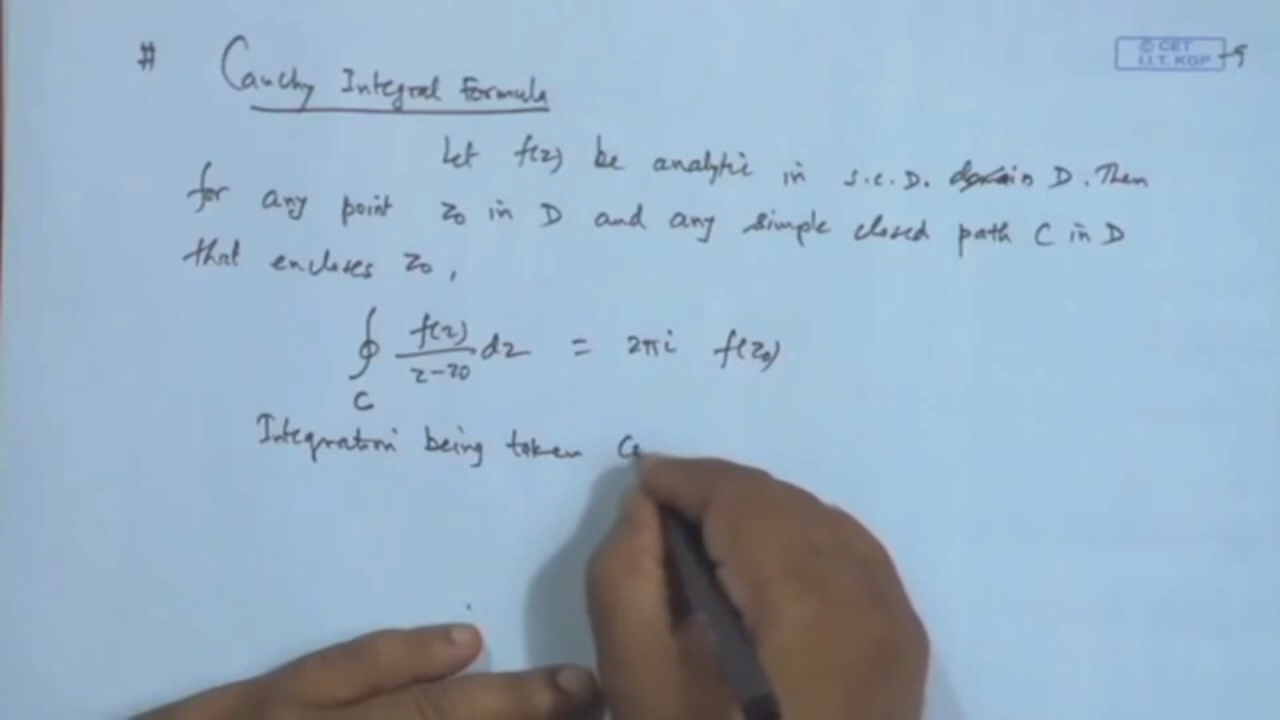 # Cauchy Integral Formula
© CET
I.I.T. KGP
Let f(z) be analytic in s.c.D. D. Then
for any point z0 in D and any simple closed path C in D
that encloses z0,
∮C f(z)/(z-z0) dz = 2πi f(z0)
Integration being taken